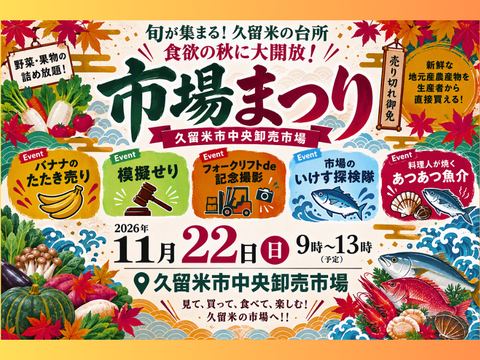 旬が集まる！久留米の台所
食欲の秋に大開放！
野菜・果物の
詰め放題！
売り切れ御免
新鮮な
地元産農産物を
生産者から
直接買える！
市場まつり
久留米市中央卸売市場
Event
バナナの
たたき売り
Event
模擬せり
Event
フォークリフトde
記念撮影
Event
市場の
いけす探検隊
Event
料理人が焼く
あつあつ魚介
2026年
11月22日日 9時〜13時
(予定)
久留米市中央卸売市場
見て、買って、食べて、楽しむ！
久留米の市場へ！！